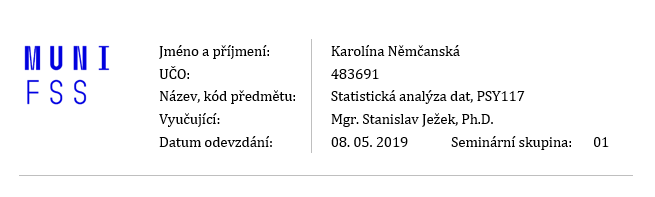 MUNI
FSS
Jméno a příjmení: Karolína Němčanská
UČO: 483691
Název, kód předmětu: Statistická analýza dat, PSY117
Vyučující: Mgr. Stanislav Ježek, Ph.D.
Datum odevzdání: 08. 05. 2019 Seminární skupina: 01